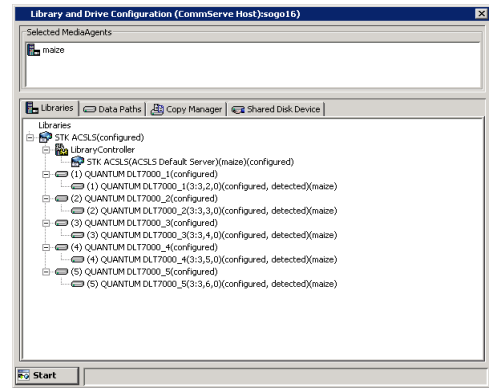 Library and Drive Configuration (CommServe Host):sogo16)
Selected MediaAgents
maize
Libraries
Data Paths
Copy Manager
Shared Disk Device
Libraries
STK ACSLS(configured)
LibraryController
STK ACSLS(ACSLS Default Server)(maize)(configured)
(1) QUANTUM DLT7000_1(configured)
(1) QUANTUM DLT7000_1(3:3,2,0)(configured, detected)(maize)
(2) QUANTUM DLT7000_2(configured)
(2) QUANTUM DLT7000_2(3:3,3,0)(configured, detected)(maize)
(3) QUANTUM DLT7000_3(configured)
(3) QUANTUM DLT7000_3(3:3,4,0)(configured, detected)(maize)
(4) QUANTUM DLT7000_4(configured)
(4) QUANTUM DLT7000_4(3:3,5,0)(configured, detected)(maize)
(5) QUANTUM DLT7000_5(configured)
(5) QUANTUM DLT7000_5(3:3,6,0)(configured, detected)(maize)
Start